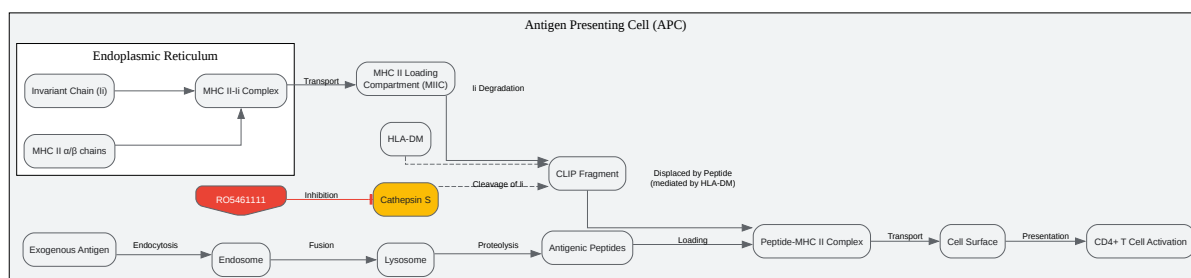 Antigen Presenting Cell (APC)
Endoplasmic Reticulum
Invariant Chain (Ii)
MHC II-Ii Complex
Transport
MHC II Loading
Compartment (MIIC)
Ii Degradation
MHC II α/β chains
HLA-DM
CLIP Fragment
Displaced by Peptide
(mediated by HLA-DM)
RO5461111
Inhibition
Cathepsin S
Cleavage of Ii
Exogenous Antigen
Endocytosis
Endosome
Fusion
Lysosome
Proteolysis
Antigenic Peptides
Loading
Peptide-MHC II Complex
Transport
Cell Surface
Presentation
CD4+ T Cell Activation